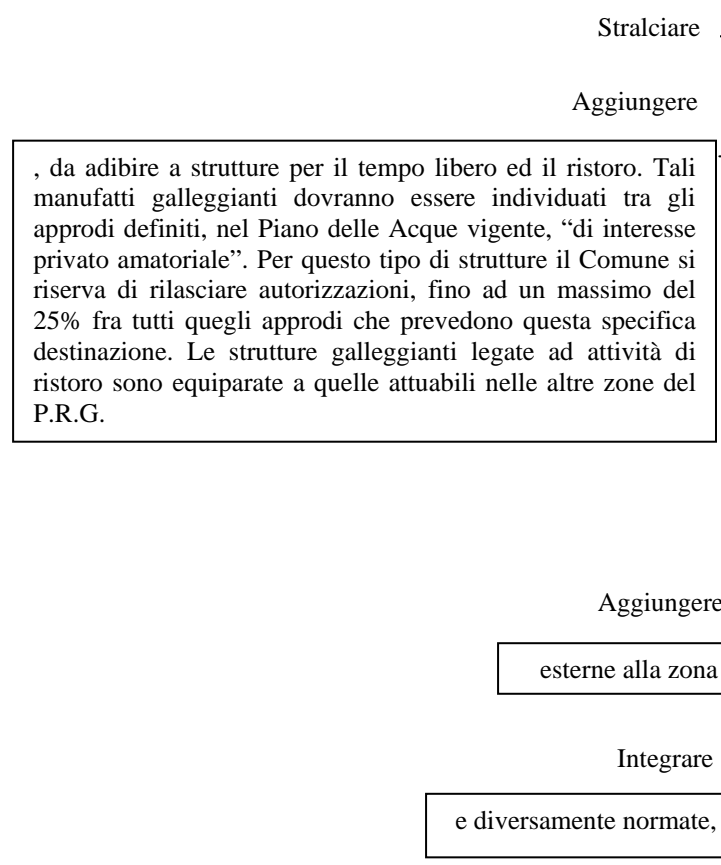 Stralciare
Aggiungere
, da adibire a strutture per il tempo libero ed il ristoro. Tali
manufatti galleggianti dovranno essere individuati tra gli
approdi definiti, nel Piano delle Acque vigente, “di interesse
privato amatoriale”. Per questo tipo di strutture il Comune si
riserva di rilasciare autorizzazioni, fino ad un massimo del
25% fra tutti quegli approdi che prevedono questa specifica
destinazione. Le strutture galleggianti legate ad attività di
ristoro sono equiparate a quelle attuabili nelle altre zone del
P.R.G.
Aggiungere
esterne alla zona
Integrare
e diversamente normate,